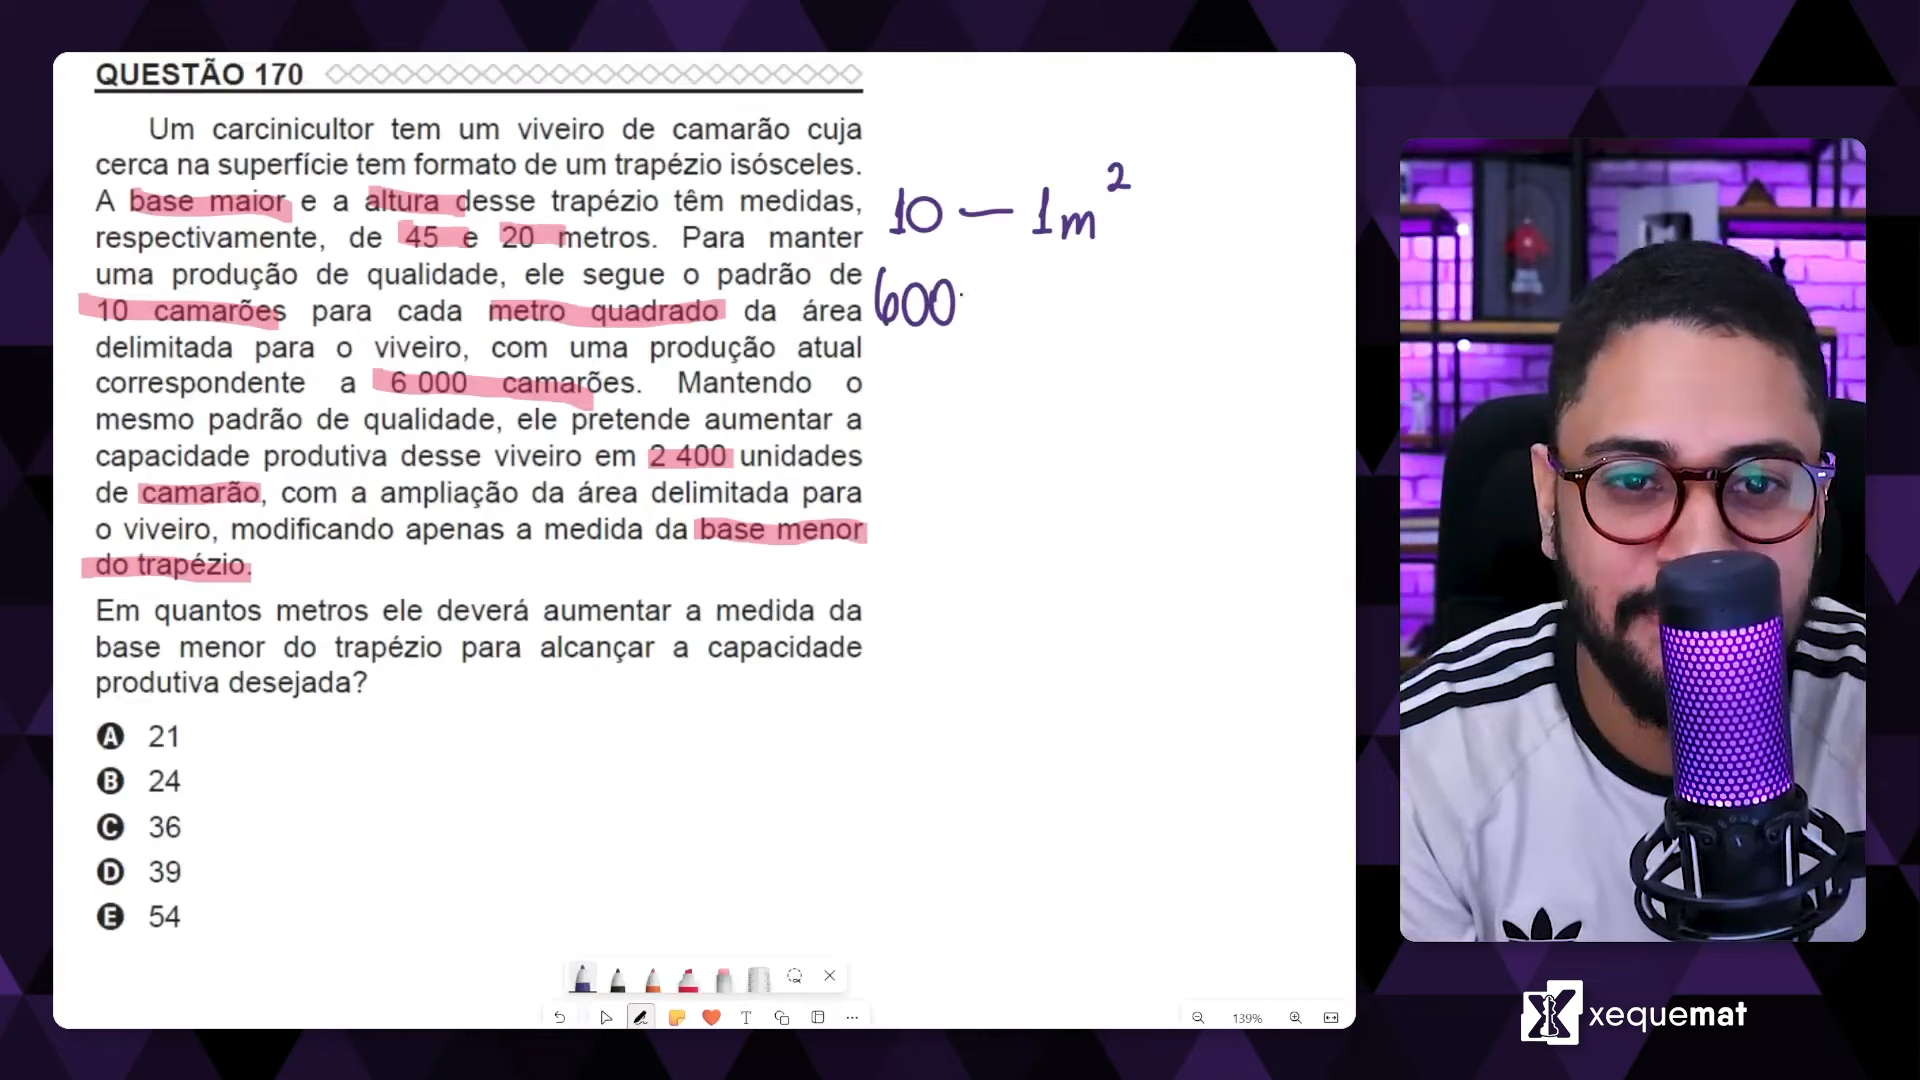 QUESTÃO 170
Um carcinicultor tem um viveiro de camarão cuja
cerca na superfície tem formato de um trapézio isósceles.
A base maior e a altura desse trapézio têm medidas,
respectivamente, de 45 e 20 metros. Para manter
uma produção de qualidade, ele segue o padrão de
10 camarões para cada metro quadrado da área
delimitada para o viveiro, com uma produção atual
correspondente a 6 000 camarões. Mantendo o
mesmo padrão de qualidade, ele pretende aumentar a
capacidade produtiva desse viveiro em 2 400 unidades
de camarão, com a ampliação da área delimitada para
o viveiro, modificando apenas a medida da base menor
do trapézio.
Em quantos metros ele deverá aumentar a medida da
base menor do trapézio para alcançar a capacidade
produtiva desejada?
A 21
B 24
C 36
D 39
E 54
10 — 1m²
600
T
139%
xequemat